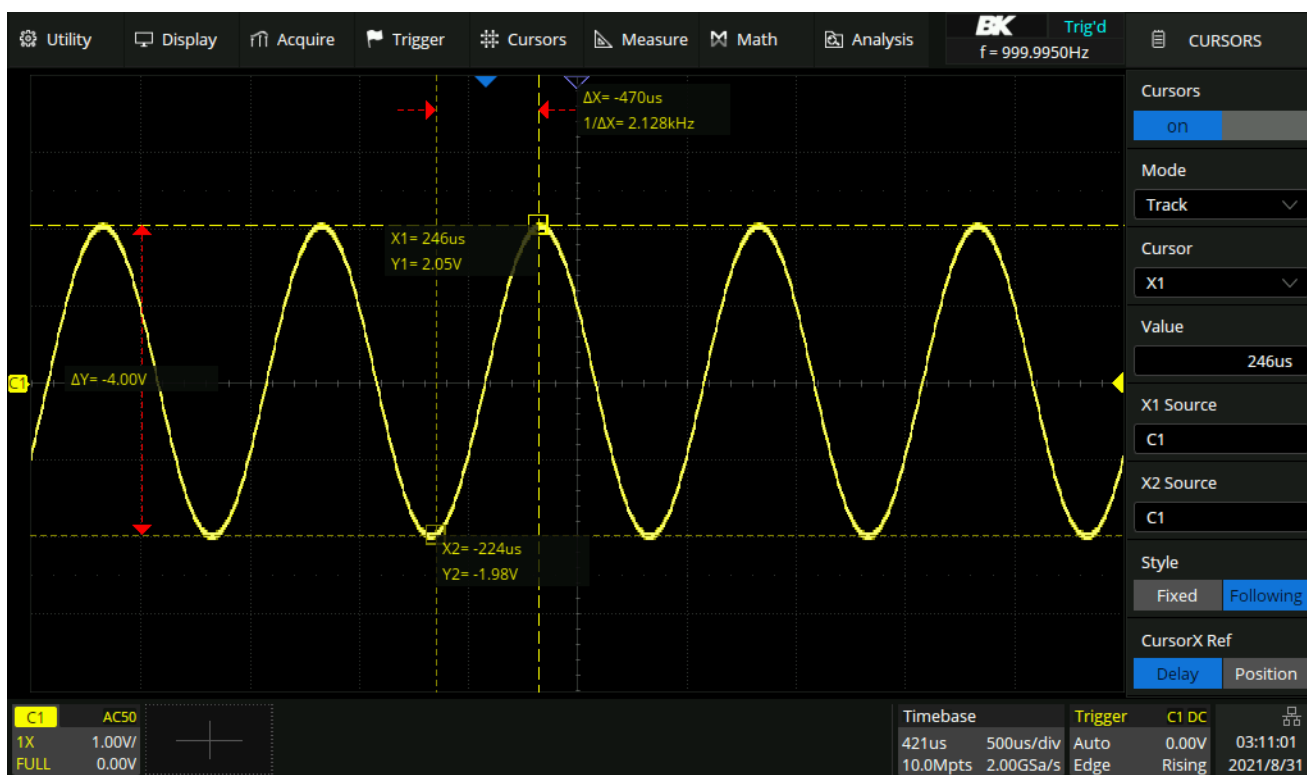 Utility Display Acquire Trigger Cursors Measure Math Analysis
BK Trig'd
f = 999.9950Hz
CURSORS
ΔX= -470us
1/ΔX= 2.128kHz
X1= 246us
Y1= 2.05V
C1
ΔY= -4.00V
X2= -224us
Y2= -1.98V
Cursors
on
Mode
Track
Cursor
X1
Value
246us
X1 Source
C1
X2 Source
C1
Style
Fixed Following
CursorX Ref
Delay Position
C1 AC50
1X 1.00V/
FULL 0.00V
Timebase
421us 500us/div
10.0Mpts 2.00GSa/s
Trigger C1 DC
Auto 0.00V
Edge Rising
03:11:01
2021/8/31